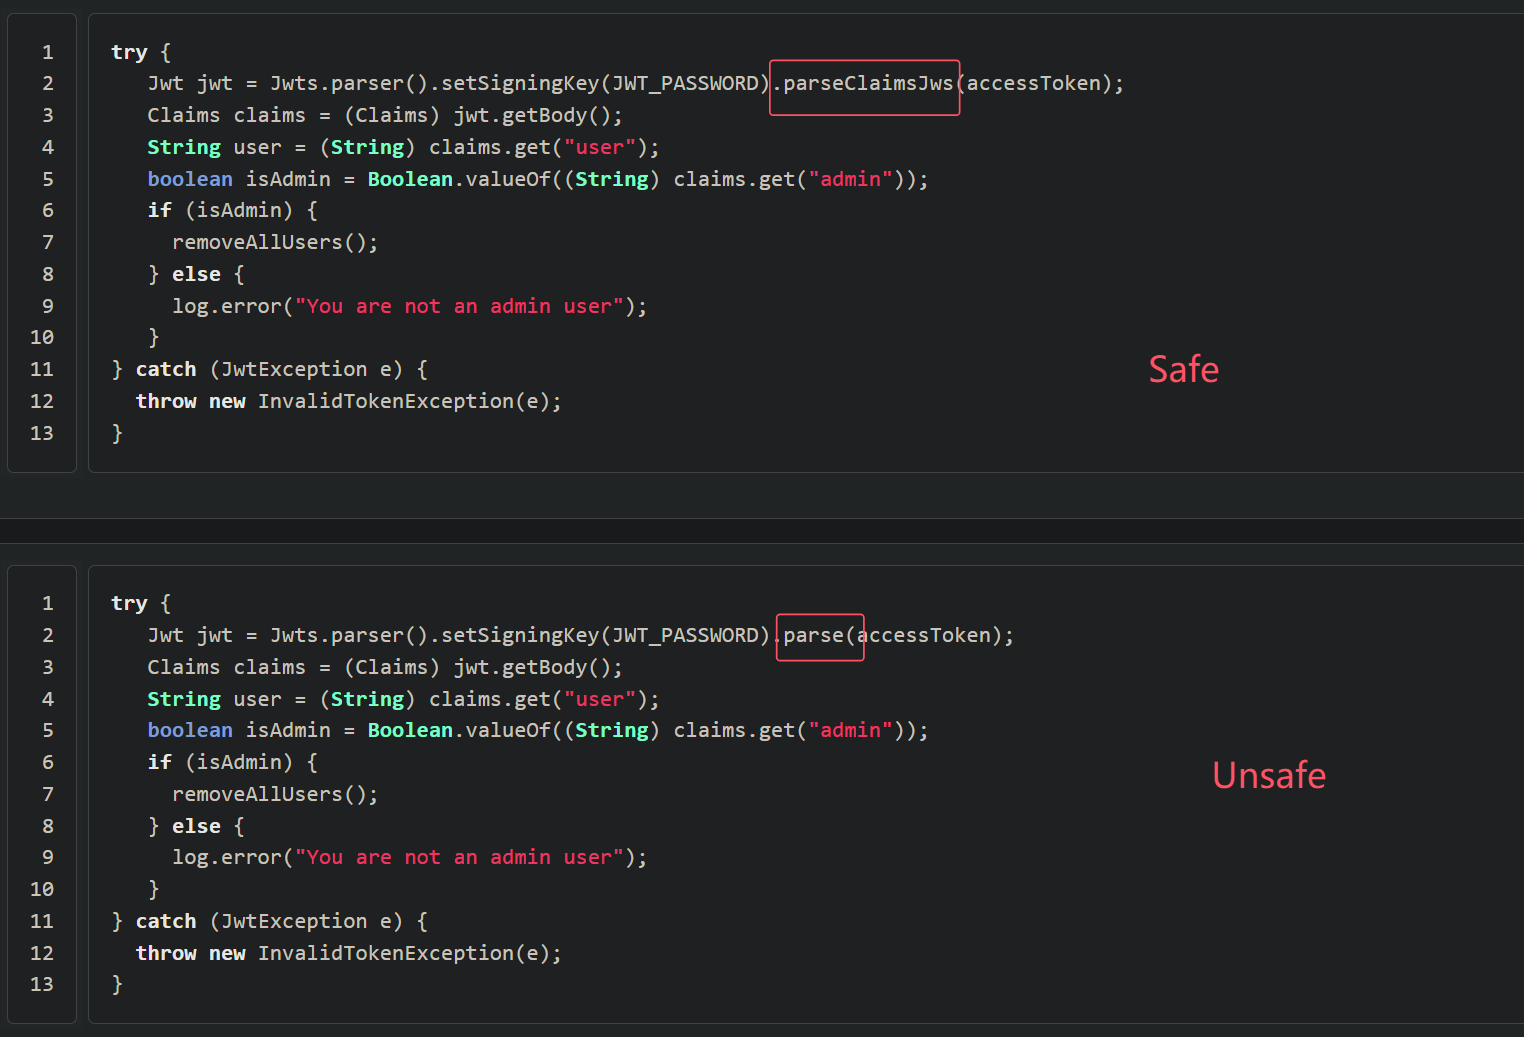 1 try {
2 Jwt jwt = Jwts.parser().setSigningKey(JWT_PASSWORD).parseClaimsJws(accessToken);
3 Claims claims = (Claims) jwt.getBody();
4 String user = (String) claims.get("user");
5 boolean isAdmin = Boolean.valueOf((String) claims.get("admin"));
6 if (isAdmin) {
7 removeAllUsers();
8 } else {
9 log.error("You are not an admin user");
10 }
11 } catch (JwtException e) {
Safe
12 throw new InvalidTokenException(e);
13 }
1 try {
2 Jwt jwt = Jwts.parser().setSigningKey(JWT_PASSWORD).parse(accessToken);
3 Claims claims = (Claims) jwt.getBody();
4 String user = (String) claims.get("user");
5 boolean isAdmin = Boolean.valueOf((String) claims.get("admin"));
6 if (isAdmin) {
Unsafe
7 removeAllUsers();
8 } else {
9 log.error("You are not an admin user");
10 }
11 } catch (JwtException e) {
12 throw new InvalidTokenException(e);
13 }